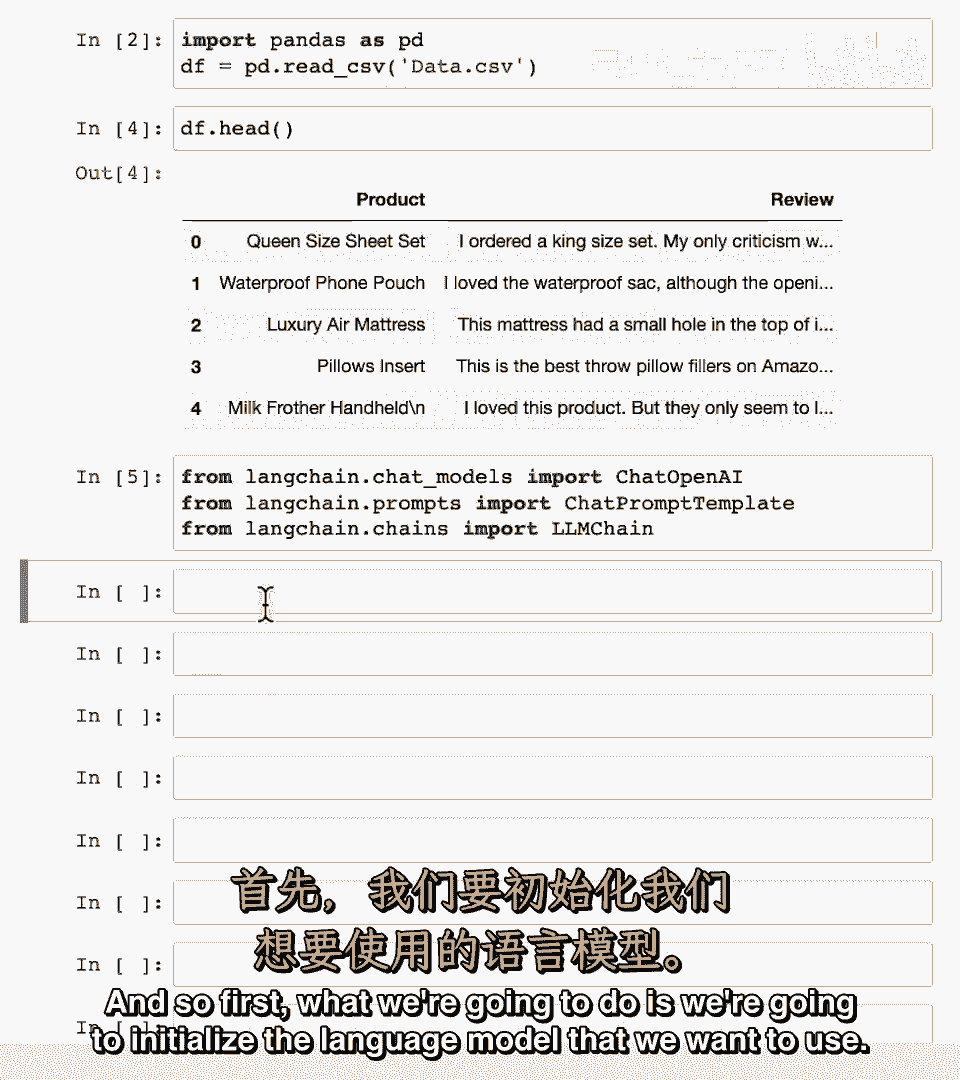 In [2]: import pandas as pd
df = pd.read_csv('Data.csv')
In [4]: df.head()
Out[4]:
Product Review
0 Queen Size Sheet Set I ordered a king size set. My only criticism w...
1 Waterproof Phone Pouch I loved the waterproof sac, although the openi...
2 Luxury Air Mattress This mattress had a small hole in the top of i...
3 Pillows Insert This is the best throw pillow fillers on Amazo...
4 Milk Frother Handheld\n I loved this product. But they only seem to l...
In [5]: from langchain.chat_models import ChatOpenAI
from langchain.prompts import ChatPromptTemplate
from langchain.chains import LLMChain
In [ ]:
In [ ]:
In [ ]:
In [ ]:
In [ ]:
In [ ]:
首先，我们要初始化我们
In [ ]:
想要使用的语言模型。
And so first, what we're going to do is we're going
In [ ]:
to initialize the language model that we want to use.